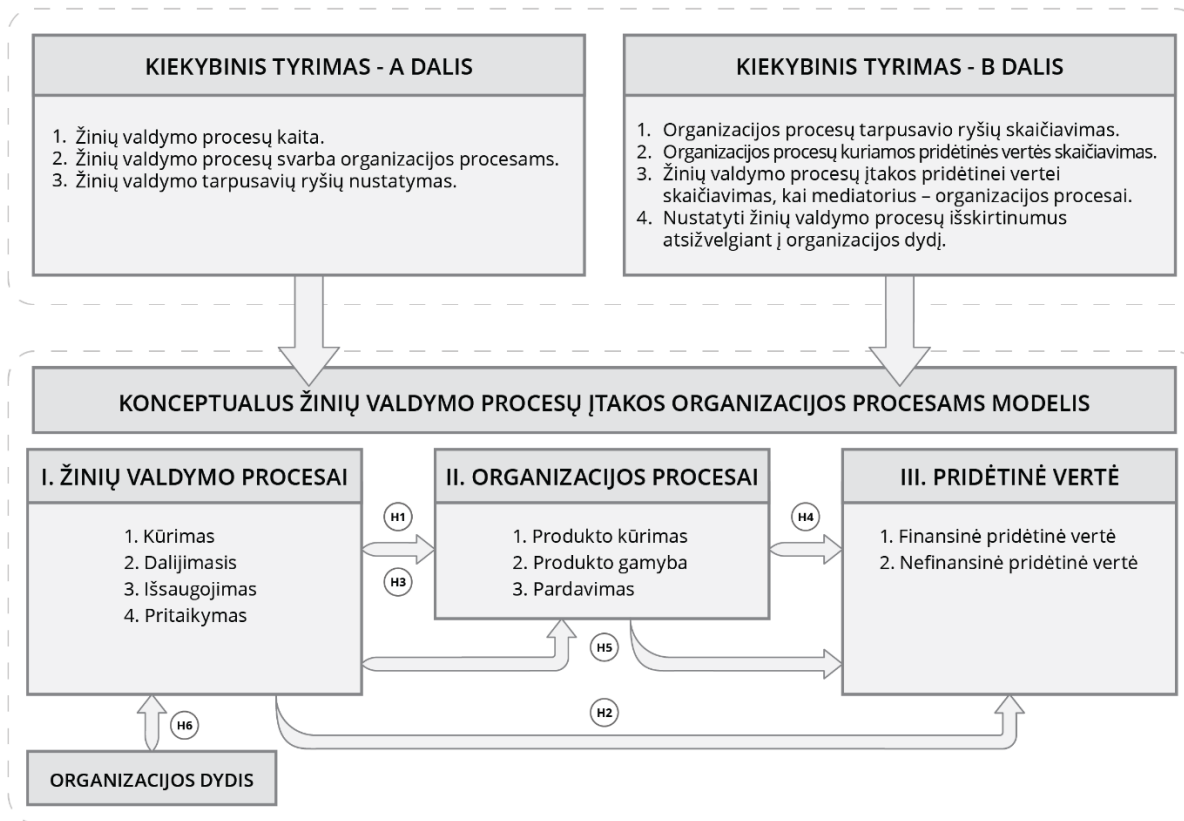 KIEKYBINIS TYRIMAS - A DALIS
1. Žinių valdymo procesų kaita.
2. Žinių valdymo procesų svarba organizacijos procesams.
3. Žinių valdymo tarpusavių ryšių nustatymas.
KIEKYBINIS TYRIMAS - B DALIS
1. Organizacijos procesų tarpusavio ryšių skaičiavimas.
2. Organizacijos procesų kuriamos pridėtinės vertės skaičiavimas.
3. Žinių valdymo procesų įtakos pridėtinei vertei
skaičiavimas, kai mediatorius – organizacijos procesai.
4. Nustatyti žinių valdymo procesų išskirtinumus
atsižvelgiant į organizacijos dydį.
KONCEPTUALUS ŽINIŲ VALDYMO PROCESŲ ĮTAKOS ORGANIZACIJOS PROCESAMS MODELIS
I. ŽINIŲ VALDYMO PROCESAI
1. Kūrimas
2. Dalijimasis
3. Išsaugojimas
4. Pritaikymas
H1
H3
II. ORGANIZACIJOS PROCESAI
1. Produkto kūrimas
2. Produkto gamyba
3. Pardavimas
H4
III. PRIDĖTINĖ VERTĖ
1. Finansinė pridėtinė vertė
2. Nefinansinė pridėtinė vertė
H5
H2
H6
ORGANIZACIJOS DYDIS